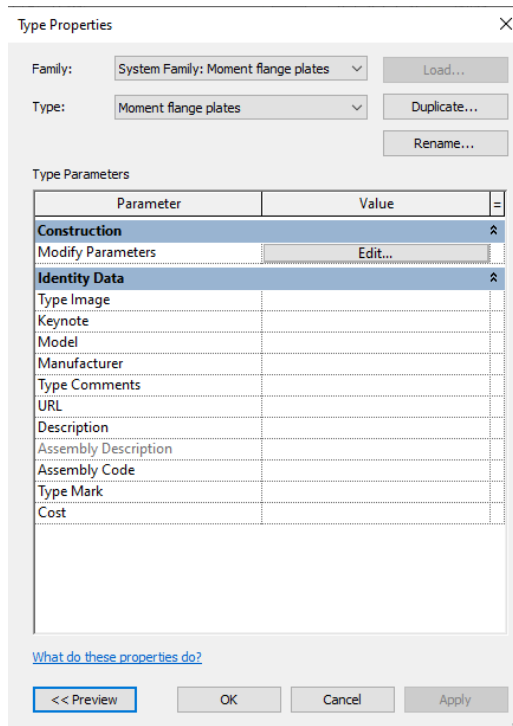 Type Properties
Family: System Family: Moment flange plates Load...
Type: Moment flange plates Duplicate...
Rename...
Type Parameters
Parameter Value =
Construction
Modify Parameters Edit...
Identity Data
Type Image
Keynote
Model
Manufacturer
Type Comments
URL
Description
Assembly Description
Assembly Code
Type Mark
Cost
What do these properties do?
<< Preview OK Cancel Apply